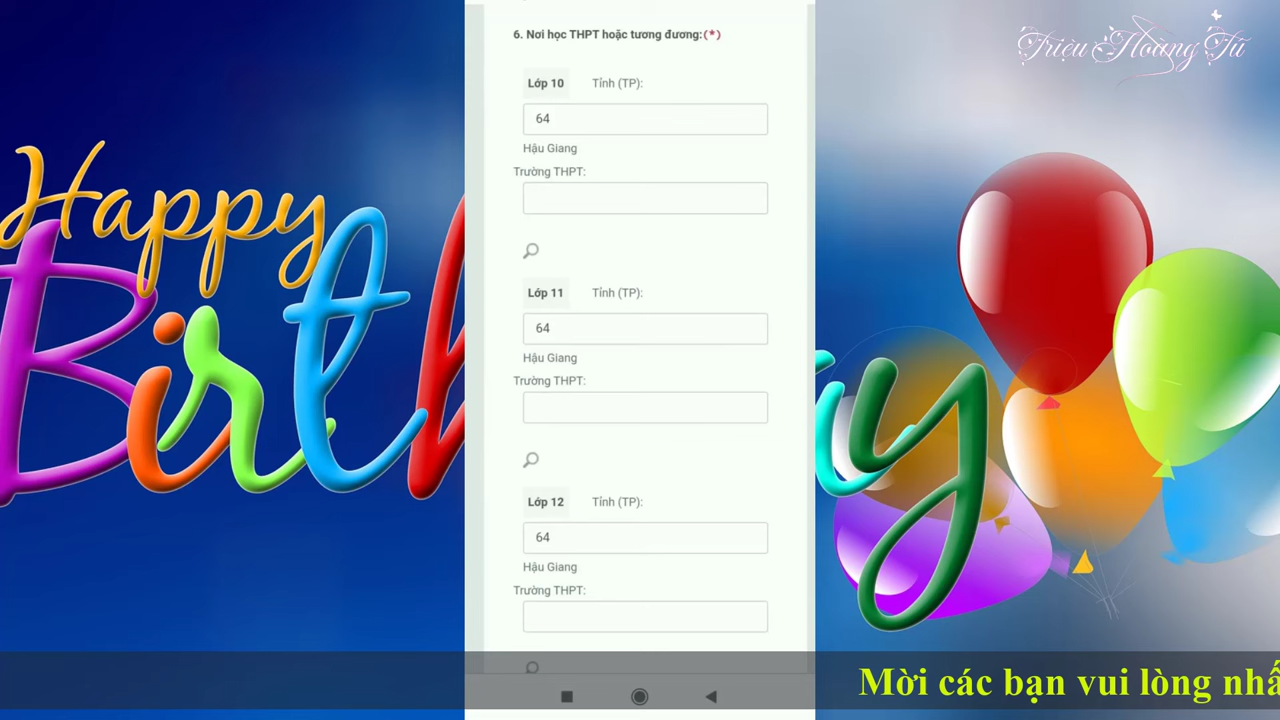 Triệu Hoàng Tú
Happy
Birth
y
6. Nơi học THPT hoặc tương đương:(*)
Lớp 10 Tỉnh (TP):
64
Hậu Giang
Trường THPT:
Lớp 11 Tỉnh (TP):
64
Hậu Giang
Trường THPT:
Lớp 12 Tỉnh (TP):
64
Hậu Giang
Trường THPT:
Mời các bạn vui lòng nhấ